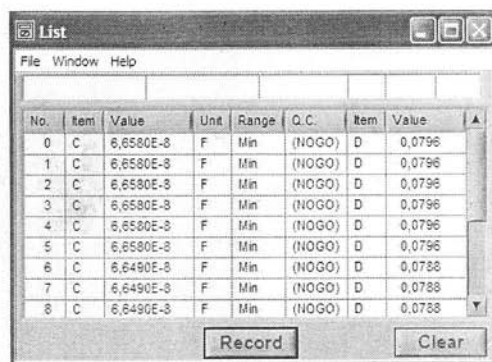 List
File Window Help
No. Item Value Unit Range Q.C. Item Value
0 C 6,6580E-8 F Min (NOGO) D 0,0796
1 C 6,6580E-8 F Min (NOGO) D 0,0796
2 C 6,6580E-8 F Min (NOGO) D 0,0796
3 C 6,6580E-8 F Min (NOGO) D 0,0796
4 C 6,6580E-8 F Min (NOGO) D 0,0796
5 C 6,6580E-8 F Min (NOGO) D 0,0796
6 C 6,6490E-8 F Min (NOGO) D 0,0788
7 C 6,6490E-8 F Min (NOGO) D 0,0788
8 C 6,6490E-8 F Min (NOGO) D 0,0788
Record Clear